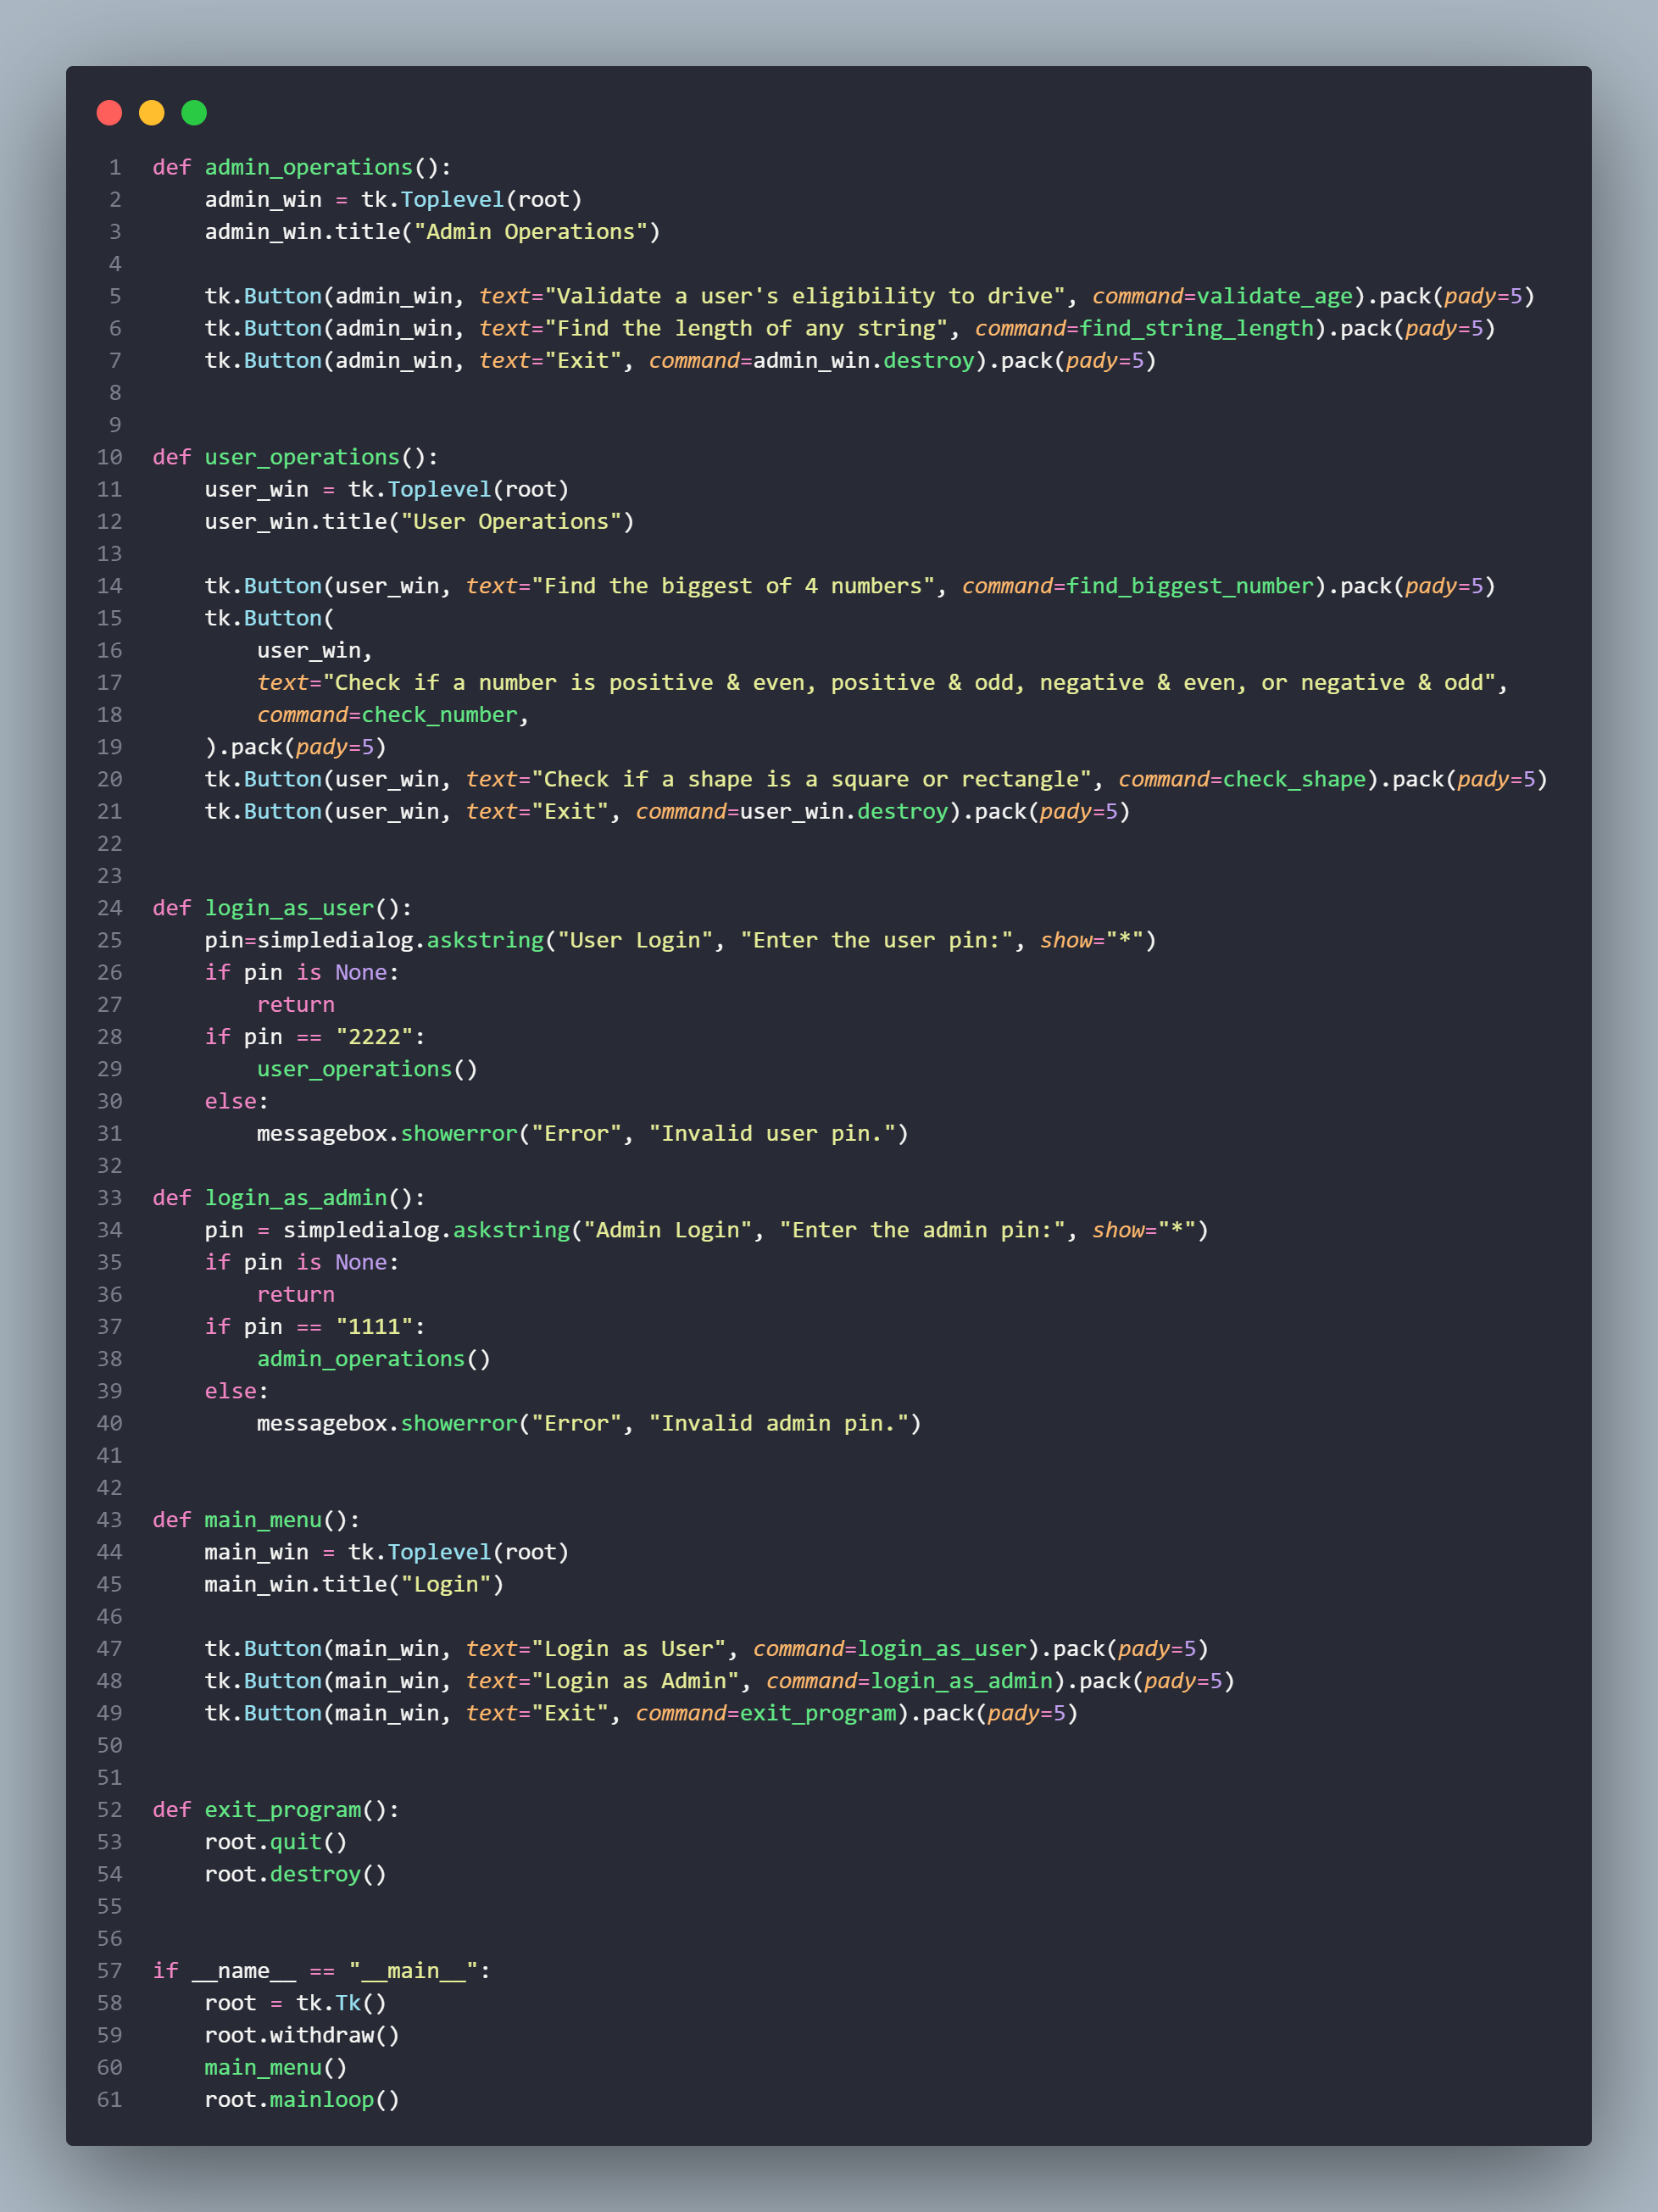 1 def admin_operations():
2     admin_win = tk.Toplevel(root)
3     admin_win.title("Admin Operations")
4
5     tk.Button(admin_win, text="Validate a user's eligibility to drive", command=validate_age).pack(pady=5)
6     tk.Button(admin_win, text="Find the length of any string", command=find_string_length).pack(pady=5)
7     tk.Button(admin_win, text="Exit", command=admin_win.destroy).pack(pady=5)
8
9
10 def user_operations():
11     user_win = tk.Toplevel(root)
12     user_win.title("User Operations")
13
14     tk.Button(user_win, text="Find the biggest of 4 numbers", command=find_biggest_number).pack(pady=5)
15     tk.Button(
16         user_win,
17         text="Check if a number is positive & even, positive & odd, negative & even, or negative & odd",
18         command=check_number,
19     ).pack(pady=5)
20     tk.Button(user_win, text="Check if a shape is a square or rectangle", command=check_shape).pack(pady=5)
21     tk.Button(user_win, text="Exit", command=user_win.destroy).pack(pady=5)
22
23
24 def login_as_user():
25     pin=simpledialog.askstring("User Login", "Enter the user pin:", show="*")
26     if pin is None:
27         return
28     if pin == "2222":
29         user_operations()
30     else:
31         messagebox.showerror("Error", "Invalid user pin.")
32
33 def login_as_admin():
34     pin = simpledialog.askstring("Admin Login", "Enter the admin pin:", show="*")
35     if pin is None:
36         return
37     if pin == "1111":
38         admin_operations()
39     else:
40         messagebox.showerror("Error", "Invalid admin pin.")
41
42
43 def main_menu():
44     main_win = tk.Toplevel(root)
45     main_win.title("Login")
46
47     tk.Button(main_win, text="Login as User", command=login_as_user).pack(pady=5)
48     tk.Button(main_win, text="Login as Admin", command=login_as_admin).pack(pady=5)
49     tk.Button(main_win, text="Exit", command=exit_program).pack(pady=5)
50
51
52 def exit_program():
53     root.quit()
54     root.destroy()
55
56
57 if __name__ == "__main__":
58     root = tk.Tk()
59     root.withdraw()
60     main_menu()
61     root.mainloop()